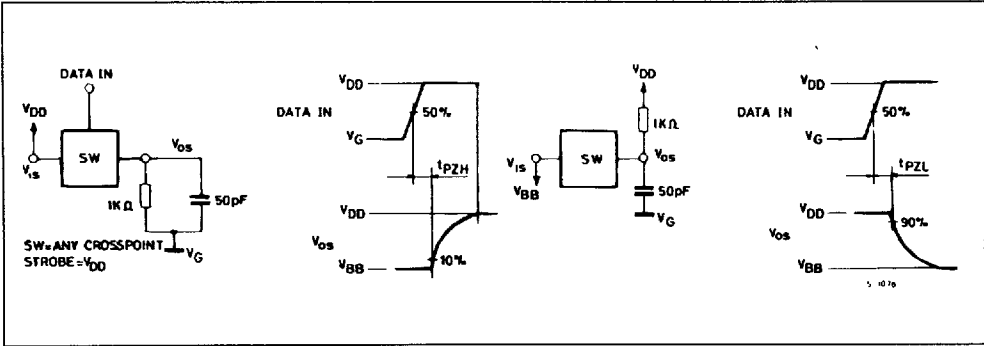 DATA IN
VDD
SW
Vis
Vos
1KΩ
50pF
VG
SW=ANY CROSSPOINT
STROBE=VDD
VDD
DATA IN
50%
VG
tPZH
VDD
Vos
10%
VBB
VDD
1KΩ
SW
Vis
Vos
VBB
50pF
VG
VDD
DATA IN
50%
VG
tPZL
VDD
90%
Vos
VBB